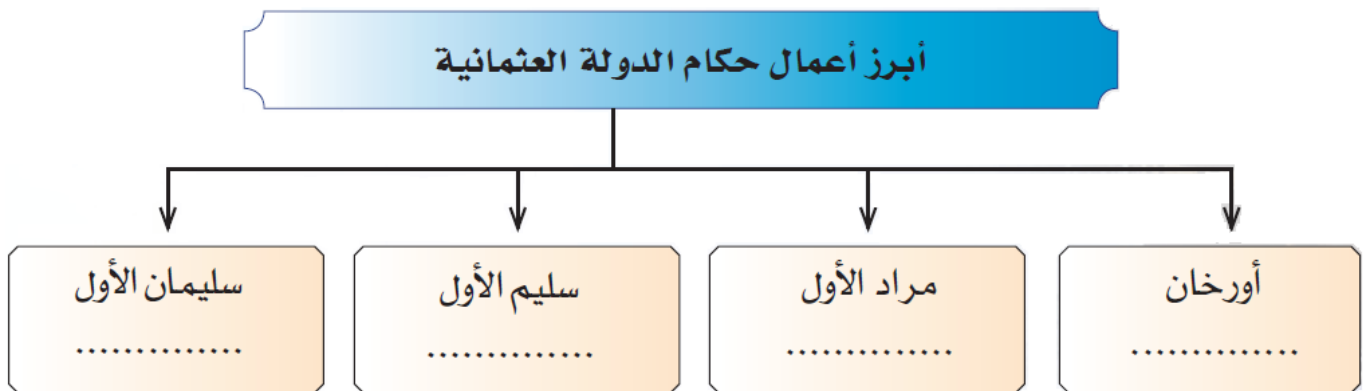 أبرز أعمال حكام الدولة العثمانية
أورخان
..............
مراد الأول
..............
سليم الأول
..............
سليمان الأول
..............